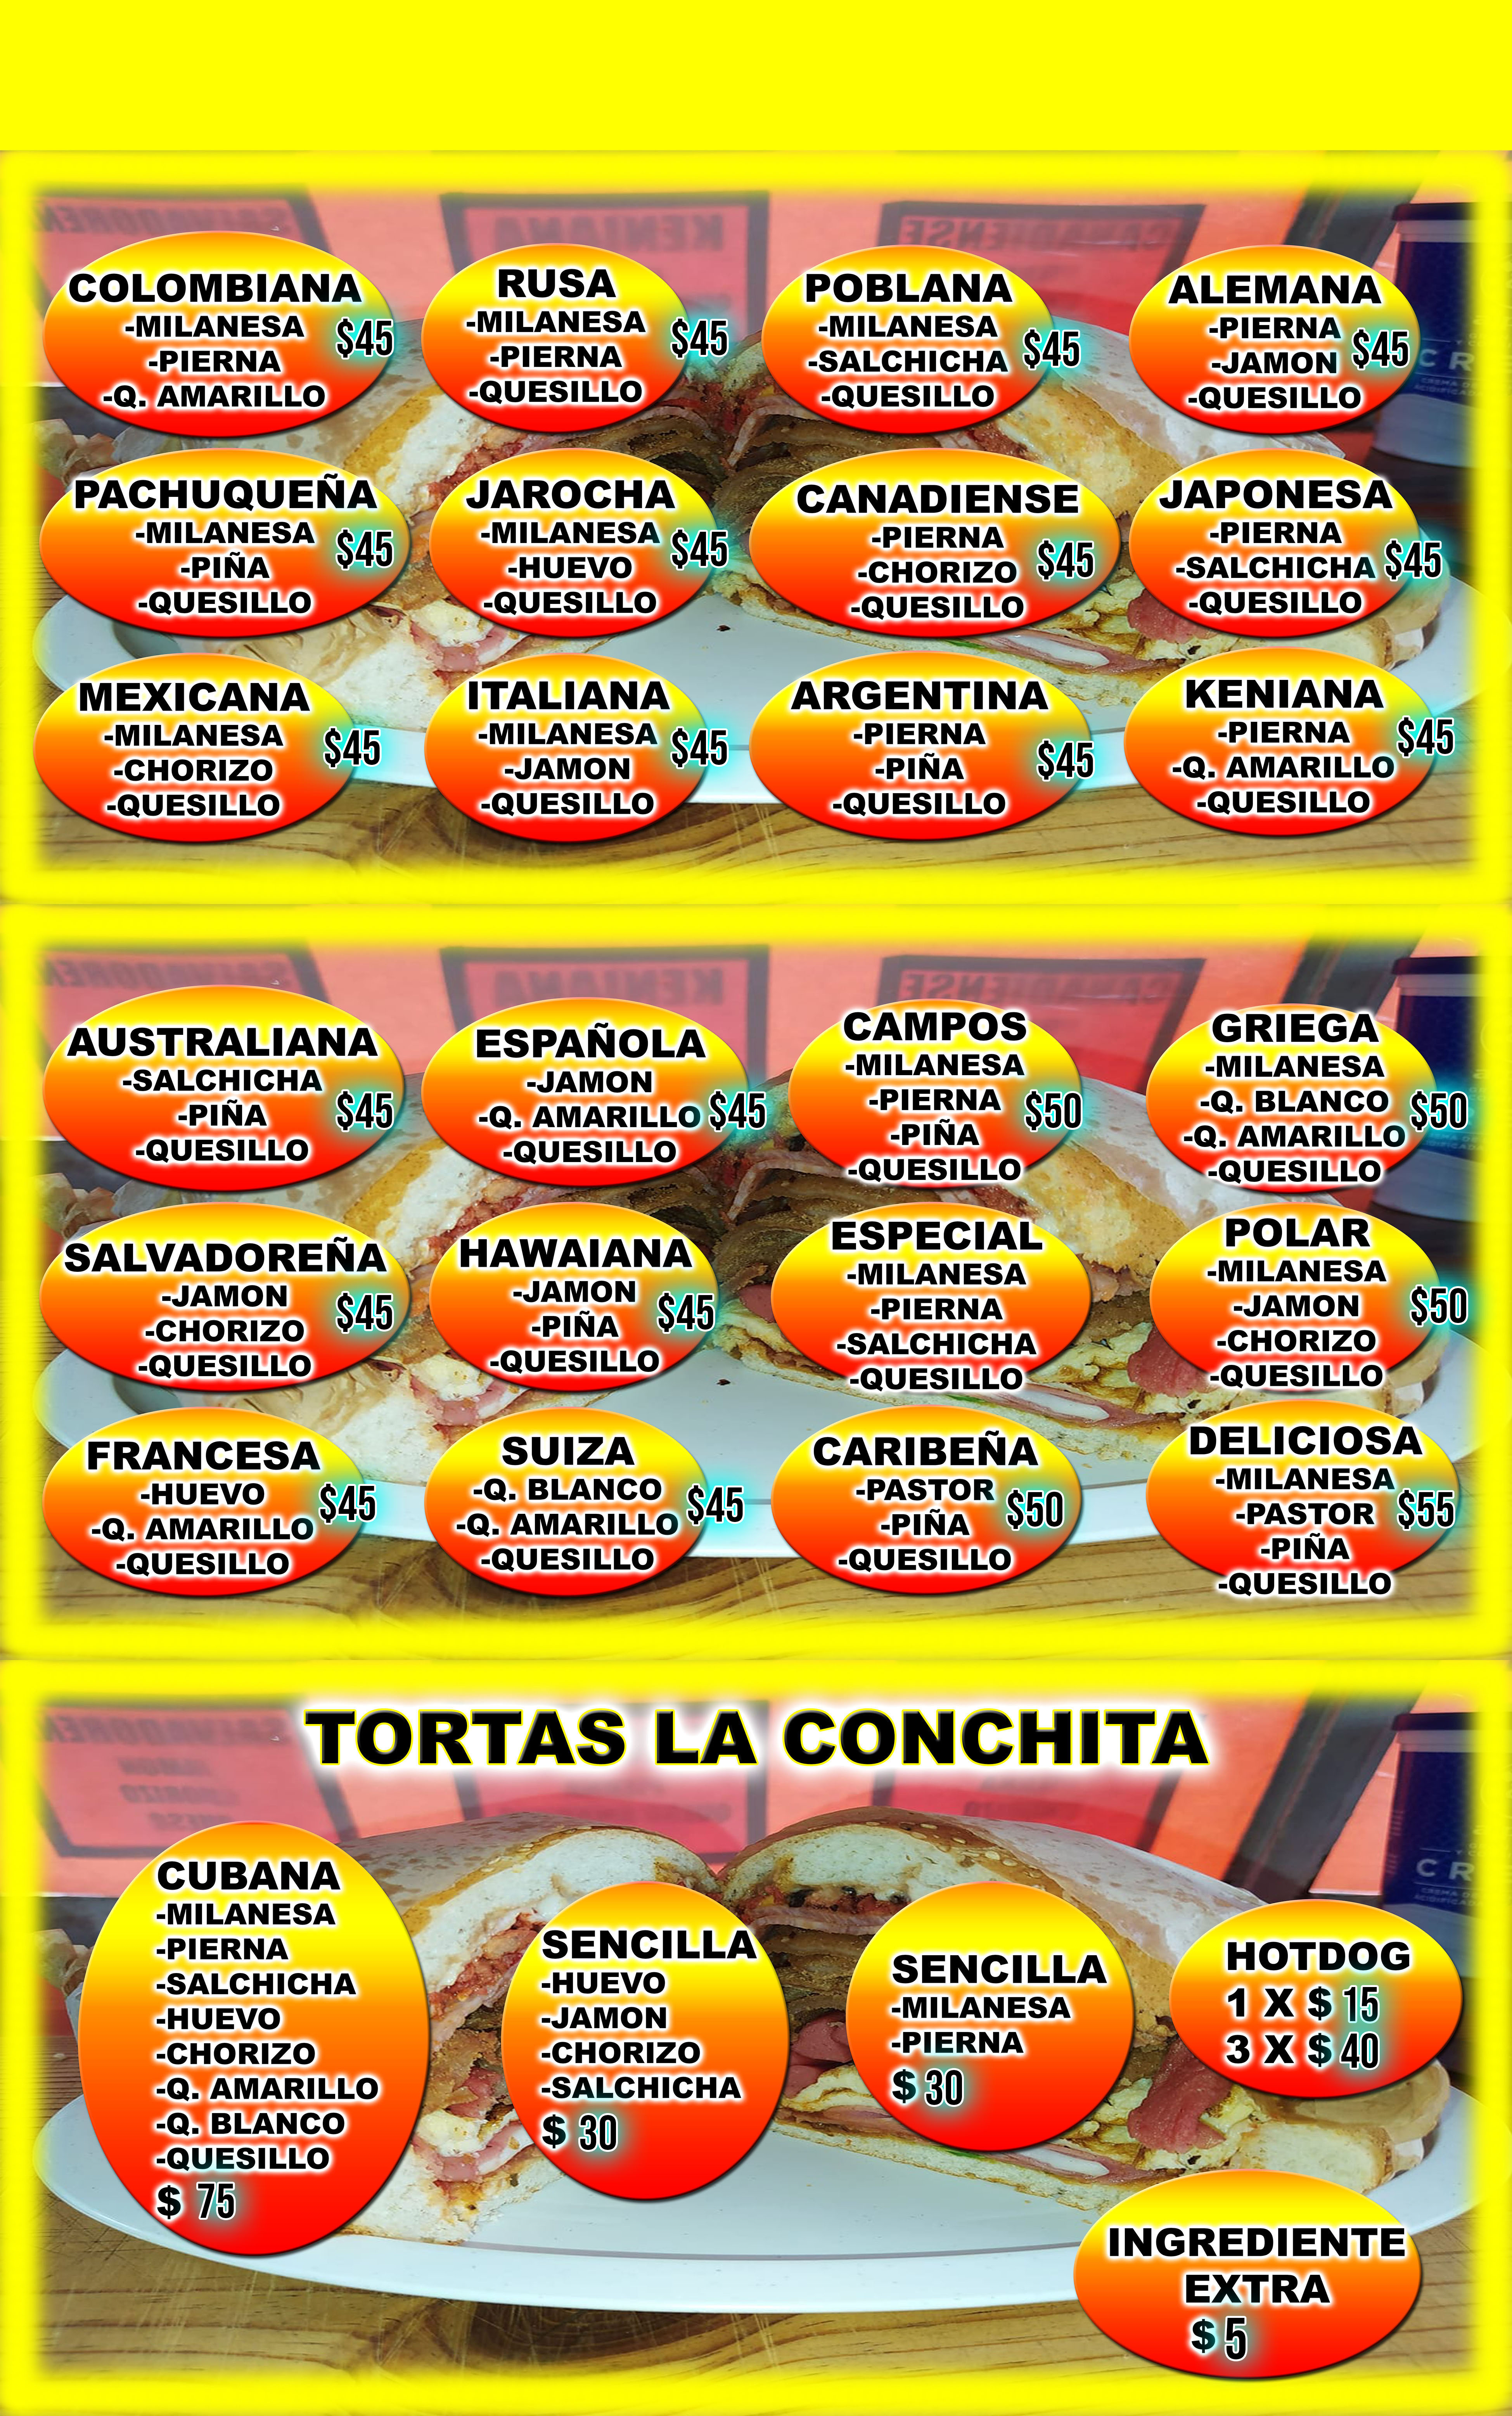 COLOMBIANA
-MILANESA
-PIERNA
-Q. AMARILLO
$45
RUSA
-MILANESA
-PIERNA
-QUESILLO
$45
POBLANA
-MILANESA
-SALCHICHA
-QUESILLO
$45
ALEMANA
-PIERNA
-JAMON
-QUESILLO
$45
PACHUQUEÑA
-MILANESA
-PIÑA
-QUESILLO
$45
JAROCHA
-MILANESA
-HUEVO
-QUESILLO
$45
CANADIENSE
-PIERNA
-CHORIZO
-QUESILLO
$45
JAPONESA
-PIERNA
-SALCHICHA
-QUESILLO
$45
MEXICANA
-MILANESA
-CHORIZO
-QUESILLO
$45
ITALIANA
-MILANESA
-JAMON
-QUESILLO
$45
ARGENTINA
-PIERNA
-PIÑA
-QUESILLO
$45
KENIANA
-PIERNA
-Q. AMARILLO
-QUESILLO
$45
AUSTRALIANA
-SALCHICHA
-PIÑA
-QUESILLO
$45
ESPAÑOLA
-JAMON
-Q. AMARILLO
-QUESILLO
$45
CAMPOS
-MILANESA
-PIERNA
-PIÑA
-QUESILLO
$50
GRIEGA
-MILANESA
-Q. BLANCO
-Q. AMARILLO
-QUESILLO
$50
SALVADOREÑA
-JAMON
-CHORIZO
-QUESILLO
$45
HAWAIANA
-JAMON
-PIÑA
-QUESILLO
$45
ESPECIAL
-MILANESA
-PIERNA
-SALCHICHA
-QUESILLO
POLAR
-MILANESA
-JAMON
-CHORIZO
-QUESILLO
$50
FRANCESA
-HUEVO
-Q. AMARILLO
-QUESILLO
$45
SUIZA
-Q. BLANCO
-Q. AMARILLO
-QUESILLO
$45
CARIBEÑA
-PASTOR
-PIÑA
-QUESILLO
$50
DELICIOSA
-MILANESA
-PASTOR
-PIÑA
-QUESILLO
$55
TORTAS LA CONCHITA
CUBANA
-MILANESA
-PIERNA
-SALCHICHA
-HUEVO
-CHORIZO
-Q. AMARILLO
-Q. BLANCO
-QUESILLO
$ 75
SENCILLA
-HUEVO
-JAMON
-CHORIZO
-SALCHICHA
$ 30
SENCILLA
-MILANESA
-PIERNA
$ 30
HOTDOG
1 X $ 15
3 X $ 40
INGREDIENTE
EXTRA
$ 5